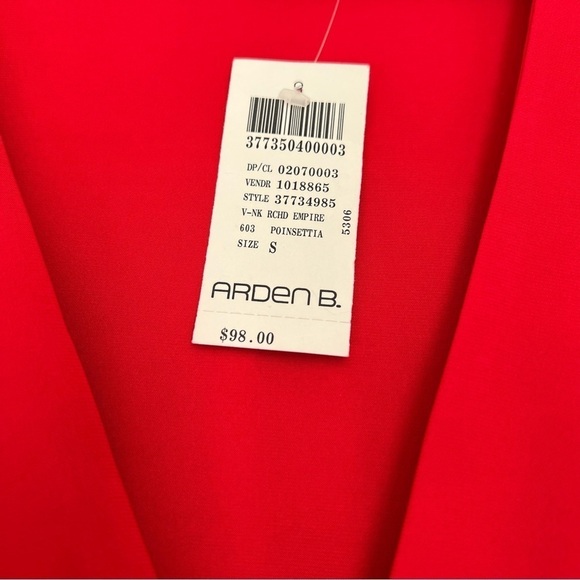 377350400003
DP/CL 02070003
VENDR 1018865
STYLE 37734985
V-NK RCHD EMPIRE
603 POINSETTIA
SIZE S
5306
ARDEN B.
$98.00